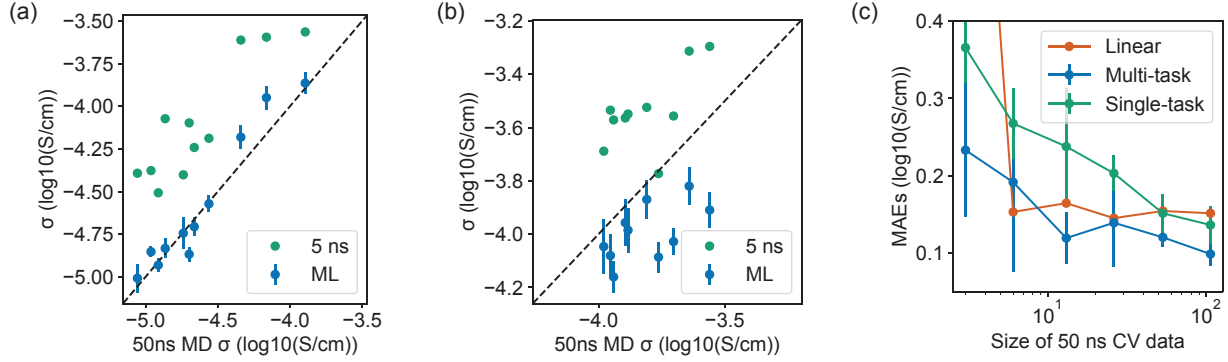 (a)
σ (log10(S/cm))
−3.50
−3.75
−4.00
−4.25
−4.50
−4.75
−5.00
5 ns
ML
−5.0 −4.5 −4.0 −3.5
50ns MD σ (log10(S/cm))
(b)
σ (log10(S/cm))
−3.2
−3.4
−3.6
−3.8
−4.0
−4.2
5 ns
ML
−4.0 −3.5
50ns MD σ (log10(S/cm))
(c)
MAEs (log10(S/cm))
0.4
0.3
0.2
0.1
Linear
Multi-task
Single-task
10¹ 10²
Size of 50 ns CV data